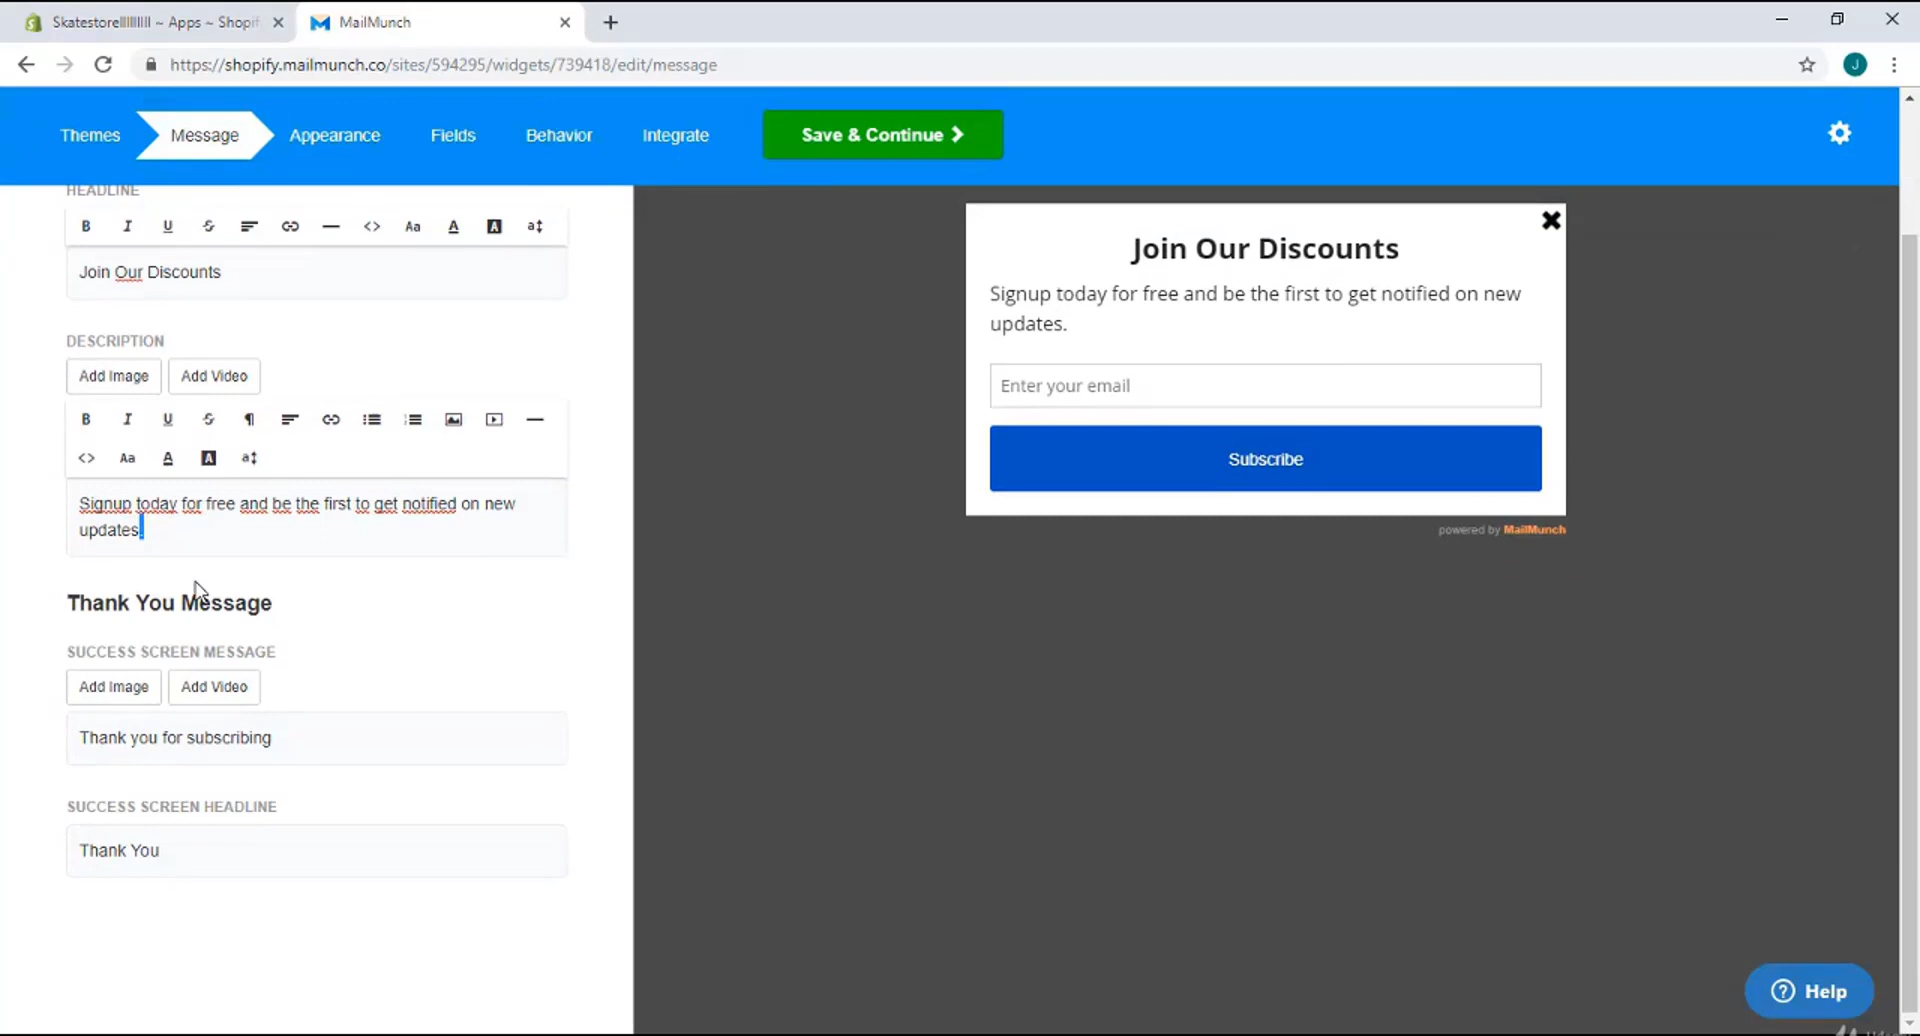 Skatestorellllllllll ~ Apps ~ Shopif
MailMunch
https://shopify.mailmunch.co/sites/594295/widgets/739418/edit/message
J
Themes
Message
Appearance
Fields
Behavior
Integrate
Save & Continue
HEADLINE
B I U S <> Aa A A a
Join Our Discounts
DESCRIPTION
Add Image
Add Video
B I U S ¶
<> Aa A A a
Signup today for free and be the first to get notified on new
updates.
Thank You Message
SUCCESS SCREEN MESSAGE
Add Image
Add Video
Thank you for subscribing
SUCCESS SCREEN HEADLINE
Thank You
Join Our Discounts
Signup today for free and be the first to get notified on new
updates.
Enter your email
Subscribe
powered by MailMunch
? Help